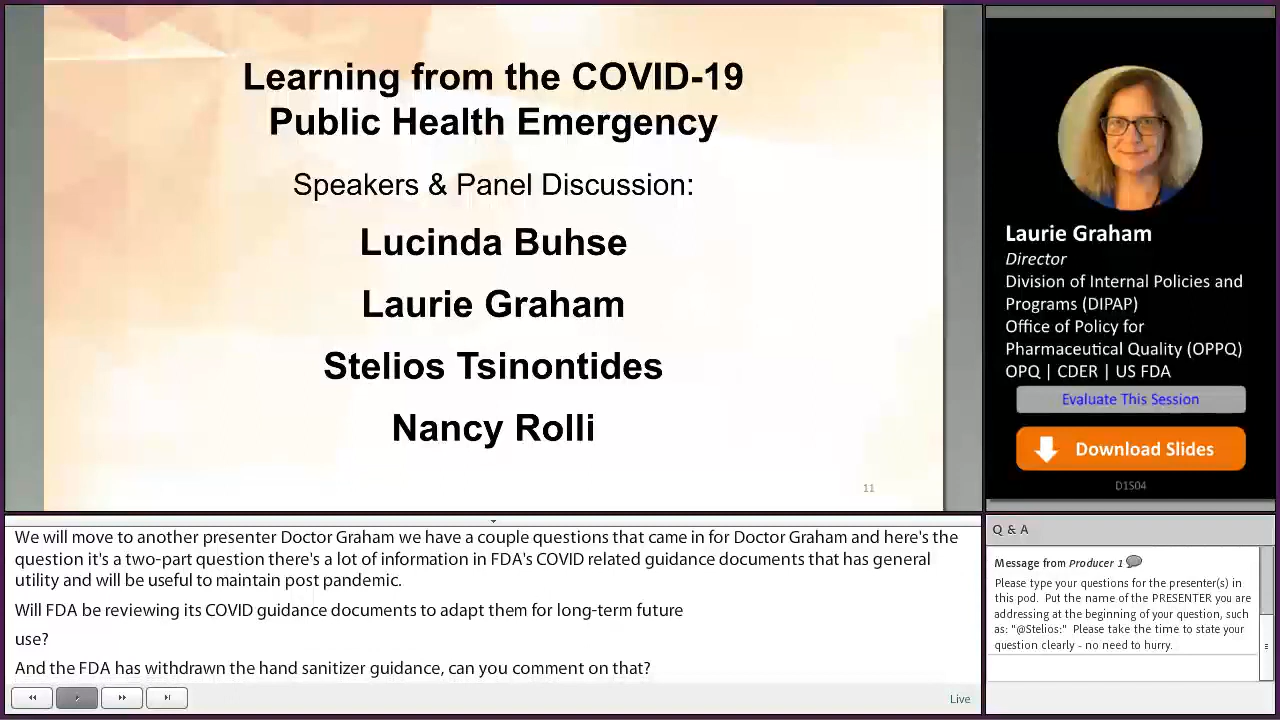 Learning from the COVID-19
Public Health Emergency
Speakers & Panel Discussion:
Lucinda Buhse
Laurie Graham
Stelios Tsinontides
Nancy Rolli
11
Laurie Graham
Director
Division of Internal Policies and
Programs (DIPAP)
Office of Policy for
Pharmaceutical Quality (OPPQ)
OPQ | CDER | US FDA
Evaluate This Session
Download Slides
D1S04
We will move to another presenter Doctor Graham we have a couple questions that came in for Doctor Graham and here's the
question it's a two-part question there's a lot of information in FDA's COVID related guidance documents that has general
utility and will be useful to maintain post pandemic.
Will FDA be reviewing its COVID guidance documents to adapt them for long-term future
use?
And the FDA has withdrawn the hand sanitizer guidance, can you comment on that?
Live
Q & A
Message from Producer 1
Please type your questions for the presenter(s) in
this pod. Put the name of the PRESENTER you are
addressing at the beginning of your question, such
as: "@Stelios:" Please take the time to state your
question clearly - no need to hurry.